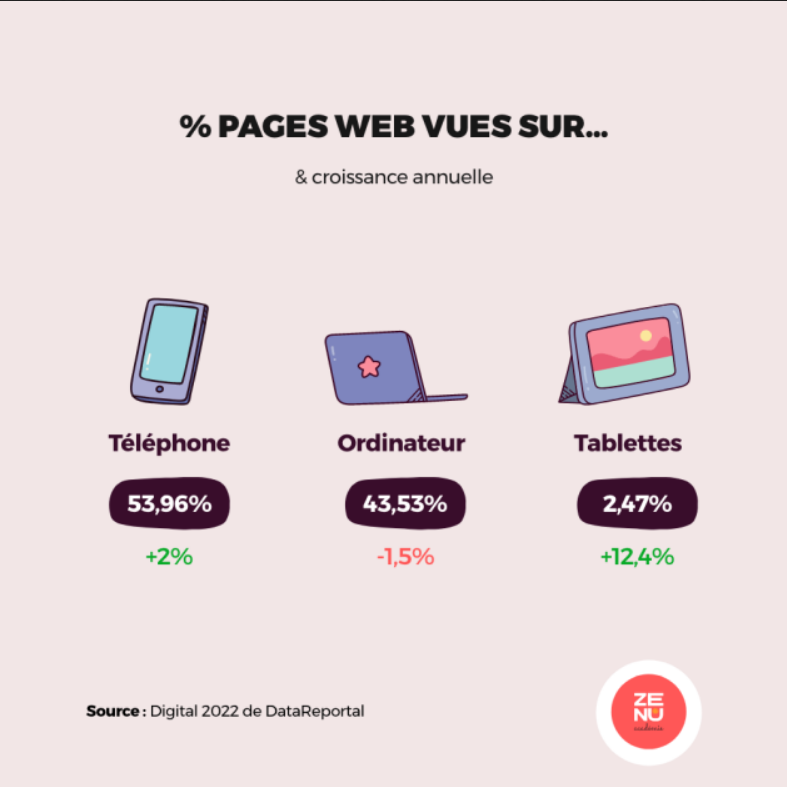 % PAGES WEB VUES SUR...
& croissance annuelle
Téléphone
Ordinateur
Tablettes
53,96%
43,53%
2,47%
+2%
-1,5%
+12,4%
Source : Digital 2022 de DataReportal
ZE
NU
academie